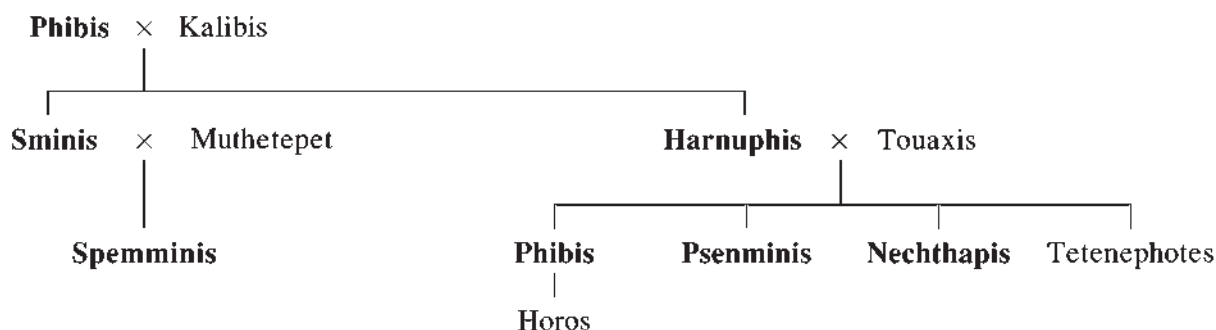 Phibis × Kalibis
Sminis × Muthetepet Harnuphis × Touaxis
Spemminis Phibis Psenminis Nechthapis Tetenephotes
Horos